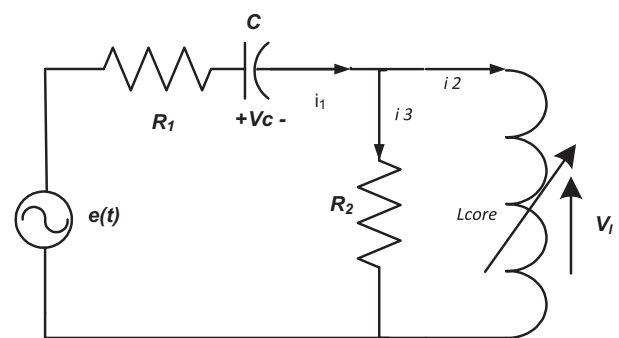 C
R1
+Vc -
i1
i 2
i 3
e(t)
R2
Lcore
Vl